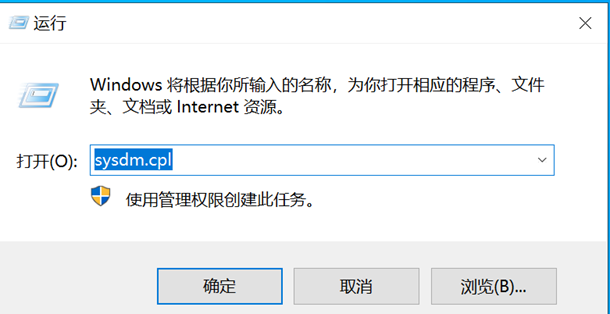 运行
Windows 将根据你所输入的名称，为你打开相应的程序、文件
夹、文档或 Internet 资源。
打开(O): sysdm.cpl
使用管理权限创建此任务。
确定 取消 浏览(B)...